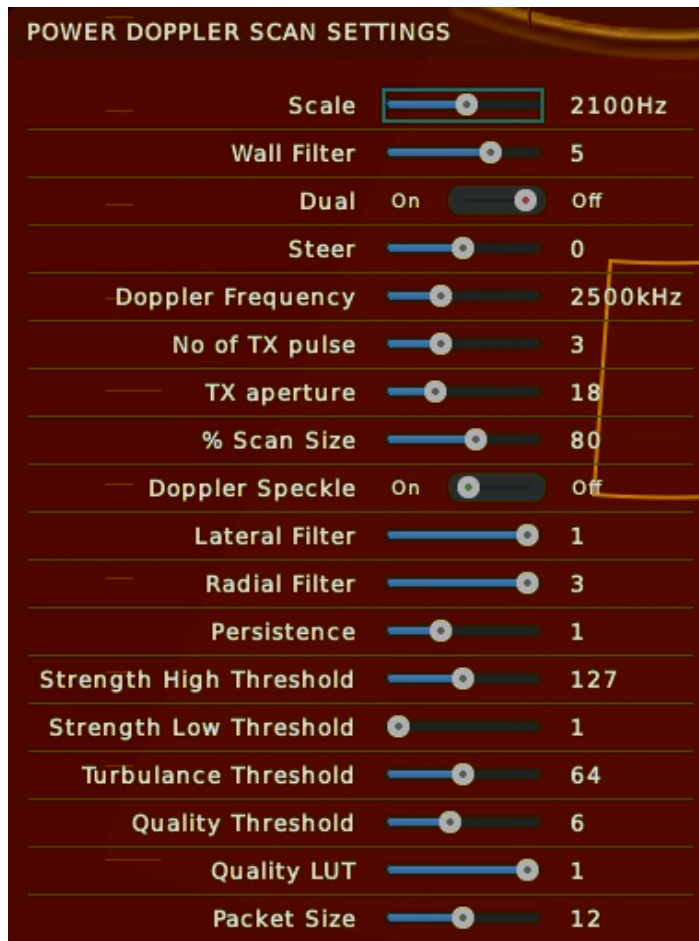 POWER DOPPLER SCAN SETTINGS
Scale 2100Hz
Wall Filter 5
Dual On Off
Steer 0
Doppler Frequency 2500kHz
No of TX pulse 3
TX aperture 18
% Scan Size 80
Doppler Speckle On Off
Lateral Filter 1
Radial Filter 3
Persistence 1
Strength High Threshold 127
Strength Low Threshold 1
Turbulance Threshold 64
Quality Threshold 6
Quality LUT 1
Packet Size 12